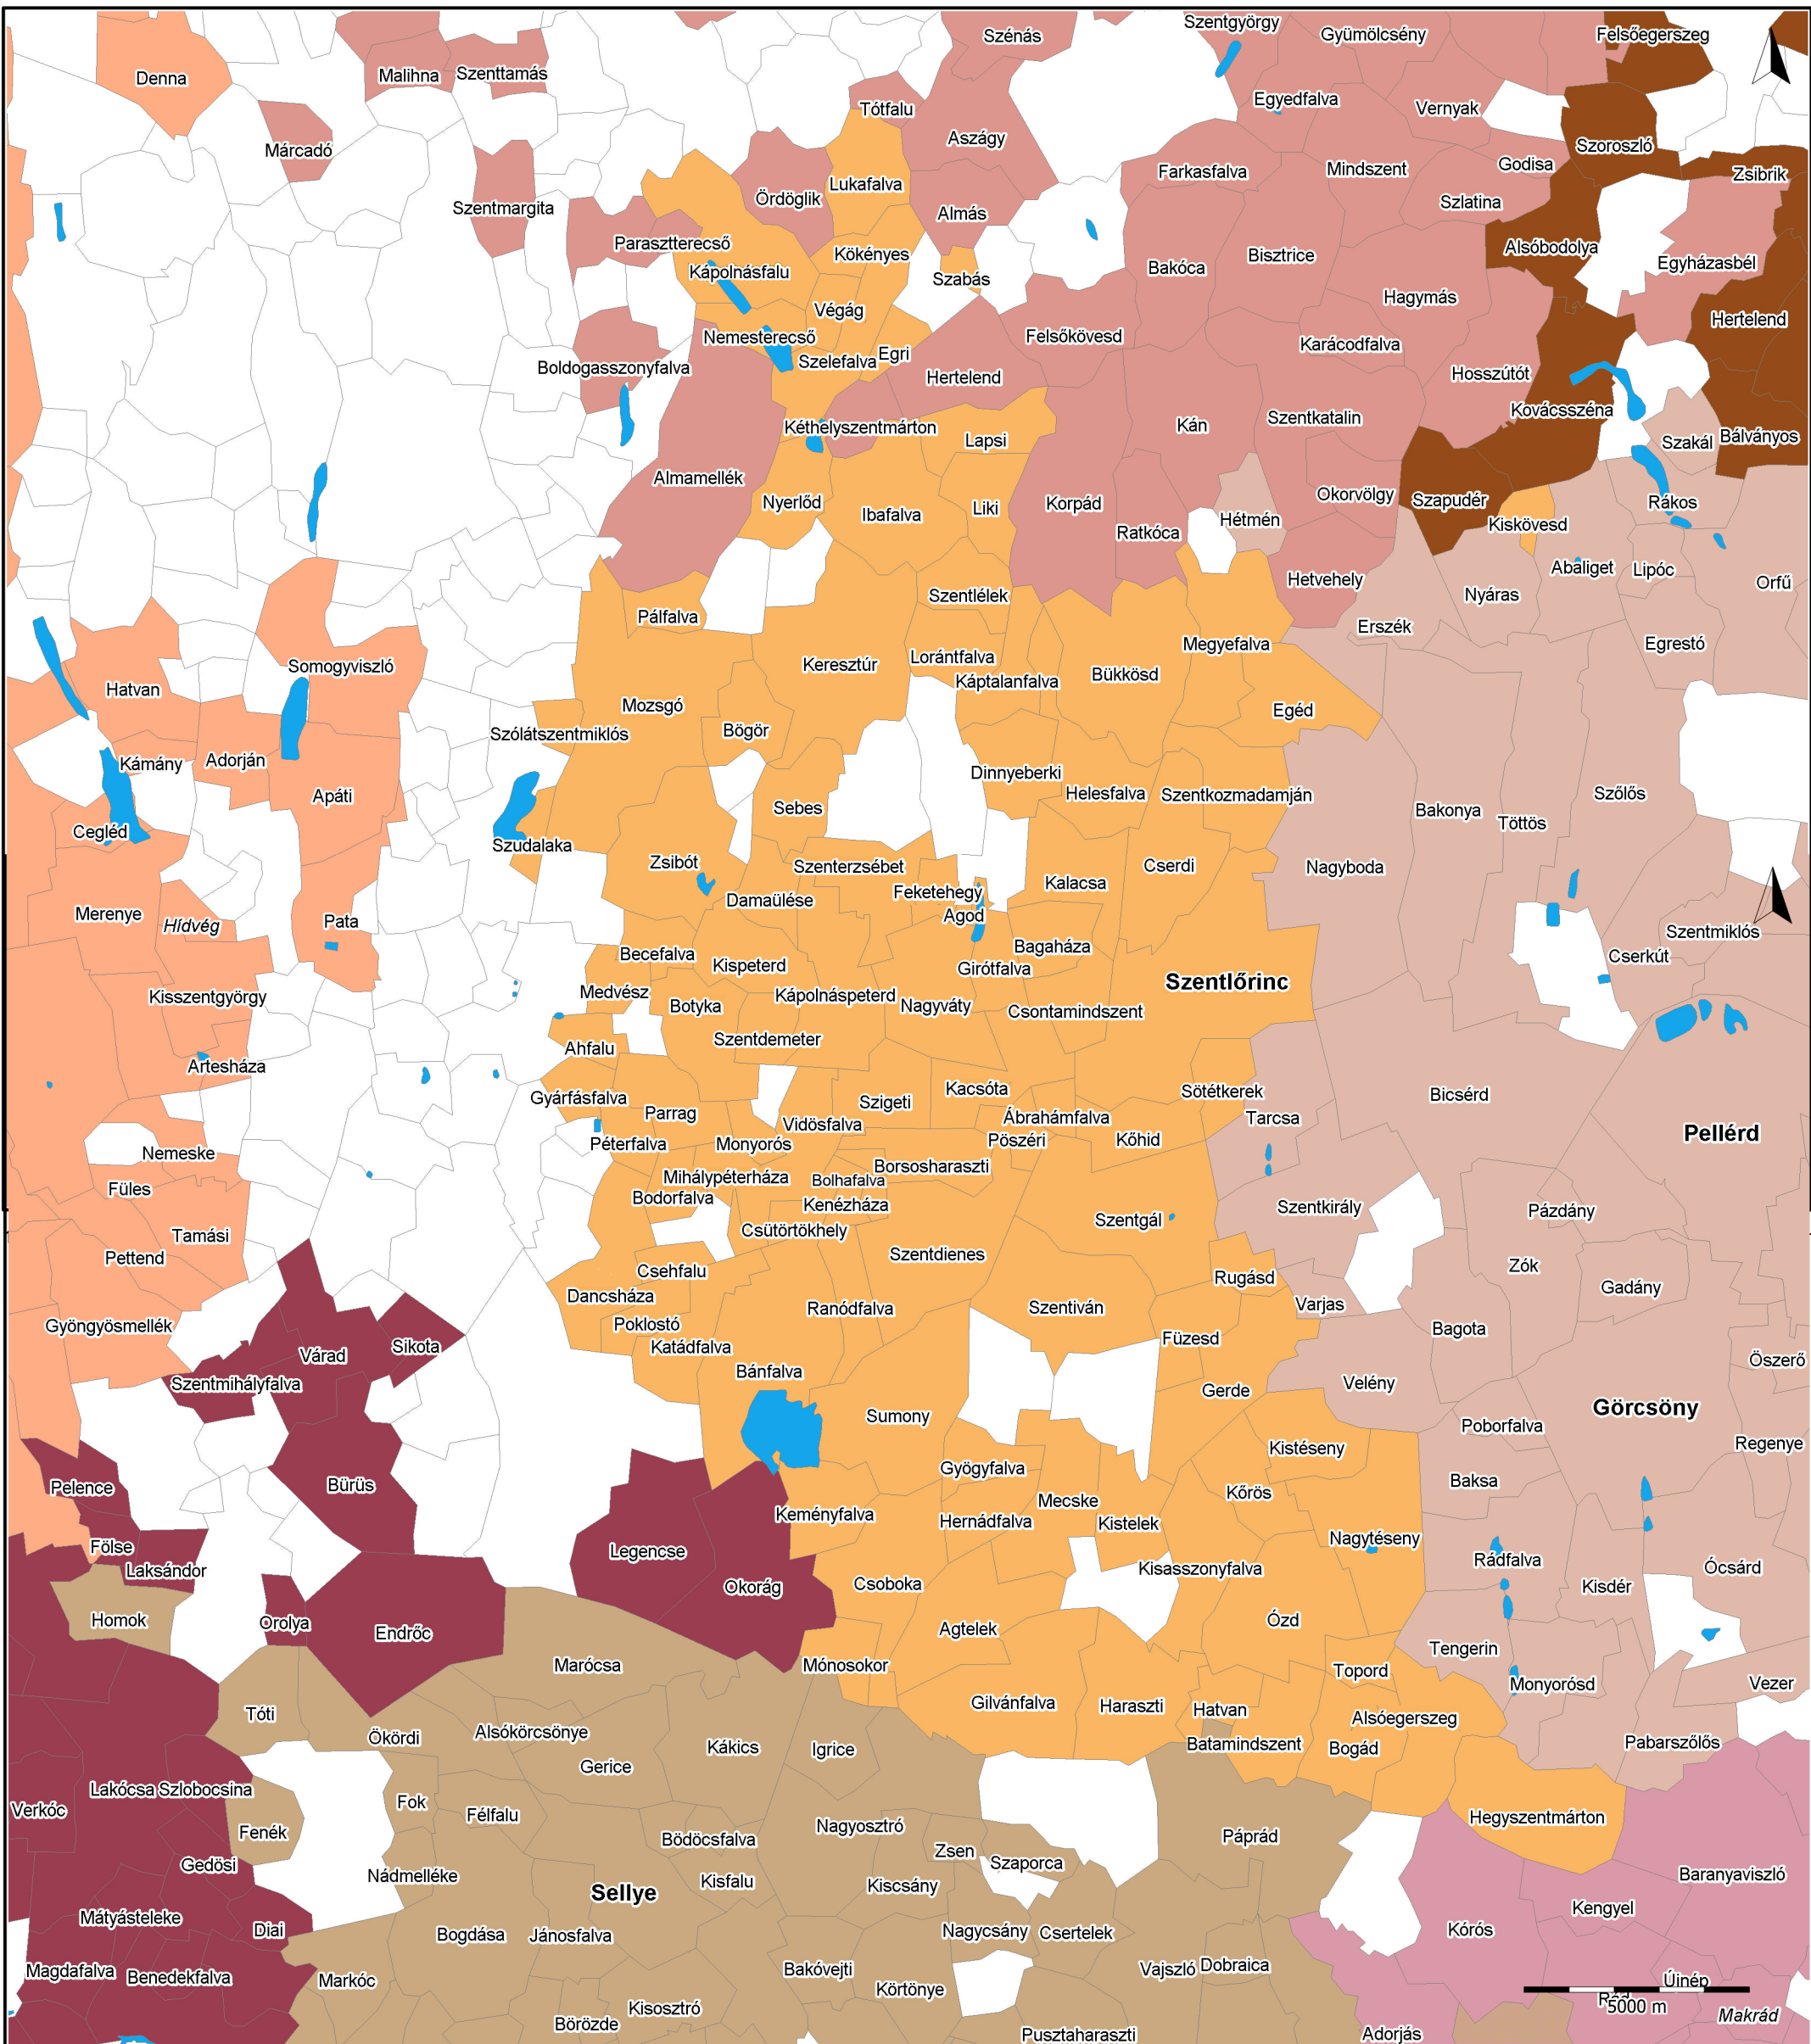 Szénás
Szentgyörgy
Gyümölcsény
Felsőegerszeg
Denna
Malihna
Szenttamás
Tótfalu
Egyedfalva
Vernyak
Márcadó
Aszágy
Szoroszló
Szentmargita
Ördöglik
Lukafalva
Almás
Farkasfalva
Mindszent
Godisa
Zsibrik
Szlatina
Parasztterecső
Kápolnásfalu
Kökényes
Szabás
Bakóca
Bisztrice
Alsóbodolya
Egyházasbél
Hagymás
Végág
Nemesterecső
Szelefalva
Egri
Felsőkövesd
Karácodfalva
Hertelend
Boldogasszonyfalva
Hertelend
Hosszútót
Kovácsszéna
Kéthelyszentmárton
Lapsi
Kán
Szentkatalin
Szakál
Bálványos
Almamellék
Nyerlőd
Ibafalva
Liki
Korpád
Ratkóca
Hétmén
Okorvölgy
Szapudér
Kiskövesd
Rákos
Pálfalva
Szentlélek
Hetvehely
Nyáras
Abaliget
Lipóc
Orfű
Somogyviszló
Keresztúr
Lorántfalva
Káptalanfalva
Bükkösd
Megyefalva
Erszék
Egrestó
Hatvan
Mozsgó
Egéd
Szólátszentmiklós
Bögör
Kámány
Adorján
Apáti
Dinnyeberki
Helesfalva
Szentkozmadamján
Bakonya
Töttös
Szőlős
Cegléd
Sebes
Szudalaka
Zsibót
Szenterzsébet
Cserdi
Nagyboda
Merenye
Hídvég
Pata
Damaülése
Feketehegy
Agod
Kalacsa
Szentmiklós
Becefalva
Kispeterd
Bagaháza
Girótfalva
Cserkút
Kisszentgyörgy
Medvész
Botyka
Kápolnáspeterd
Nagyváty
Csontamindszent
Szentlőrinc
Artesháza
Ahfalu
Szentdemeter
Gyárfásfalva
Parrag
Szigeti
Kacsóta
Sötétkerek
Bicsérd
Nemeske
Péterfalva
Monyorós
Vidösfalva
Ábrahámfalva
Pöszéri
Kőhid
Tarcsa
Pellérd
Füles
Mihálypéterháza
Bodorfalva
Bolhafalva
Borsosharaszti
Kenézháza
Szentkirály
Pázdány
Tamási
Pettend
Csütörtökhely
Szentdienes
Szentgál
Csehfalu
Rugásd
Zók
Gadány
Dancsháza
Poklostó
Ranódfalva
Szentiván
Varjas
Gyöngyösmellék
Várad
Sikota
Katádfalva
Füzesd
Bagota
Öszerő
Szentmihályfalva
Bánfalva
Gerde
Velény
Sumony
Görcsöny
Poborfalva
Regenye
Pelence
Bürüs
Gyögyfalva
Kistéseny
Baksa
Keményfalva
Hernádfalva
Mecske
Kistelek
Kőrös
Nagytéseny
Fölse
Laksándor
Legencse
Okorág
Csoboka
Kisasszonyfalva
Rádfalva
Kisdér
Ócsárd
Homok
Orolya
Endrőc
Agtelek
Ózd
Tengerin
Marócsa
Mónosokor
Topord
Monyorósd
Vezer
Tóti
Ökördi
Alsókörcsönye
Gerice
Kákics
Igrice
Gilvánfalva
Haraszti
Hatvan
Batamindszent
Alsóegerszeg
Bogád
Pabarszőlős
Verkóc
Lakócsa
Szlobocsina
Fenék
Fok
Félfalu
Bödöcsfalva
Nagyosztró
Zsen
Szaporca
Páprád
Hegyszentmárton
Gedösi
Nádmelléke
Sellye
Kisfalu
Kiscsány
Baranyaviszló
Mátyásteleke
Diai
Bogdása
Jánosfalva
Nagycsány
Csertelek
Kórós
Kengyel
Magdafalva
Benedekfalva
Markóc
Bakóvejti
Körtönye
Vajszló
Dobraica
Újnép
Kisosztró
Börözde
5000 m
Makrád
Pusztaharaszti
Adorjás